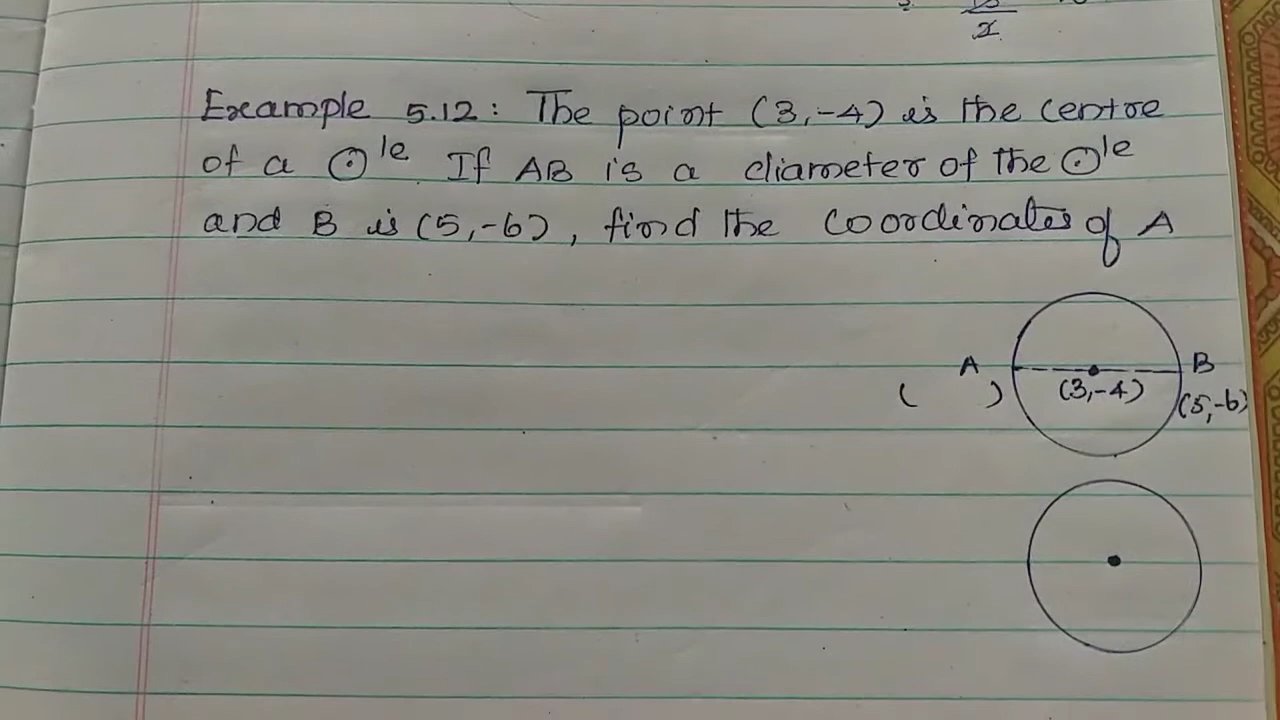 x
Example 5.12: The point (3,-4) is the centre
of a ⊙le If AB is a diameter of the ⊙le
and B is (5,-6), find the coordinates of A
A B
( ) (3,-4) (5,-6)